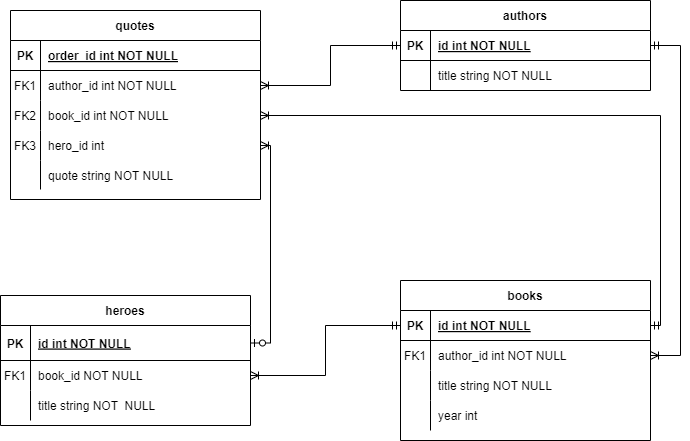 quotes
PK order_id int NOT NULL
FK1 author_id int NOT NULL
FK2 book_id int NOT NULL
FK3 hero_id int
quote string NOT NULL
authors
PK id int NOT NULL
title string NOT NULL
heroes
PK id int NOT NULL
FK1 book_id NOT NULL
title string NOT NULL
books
PK id int NOT NULL
FK1 author_id int NOT NULL
title string NOT NULL
year int